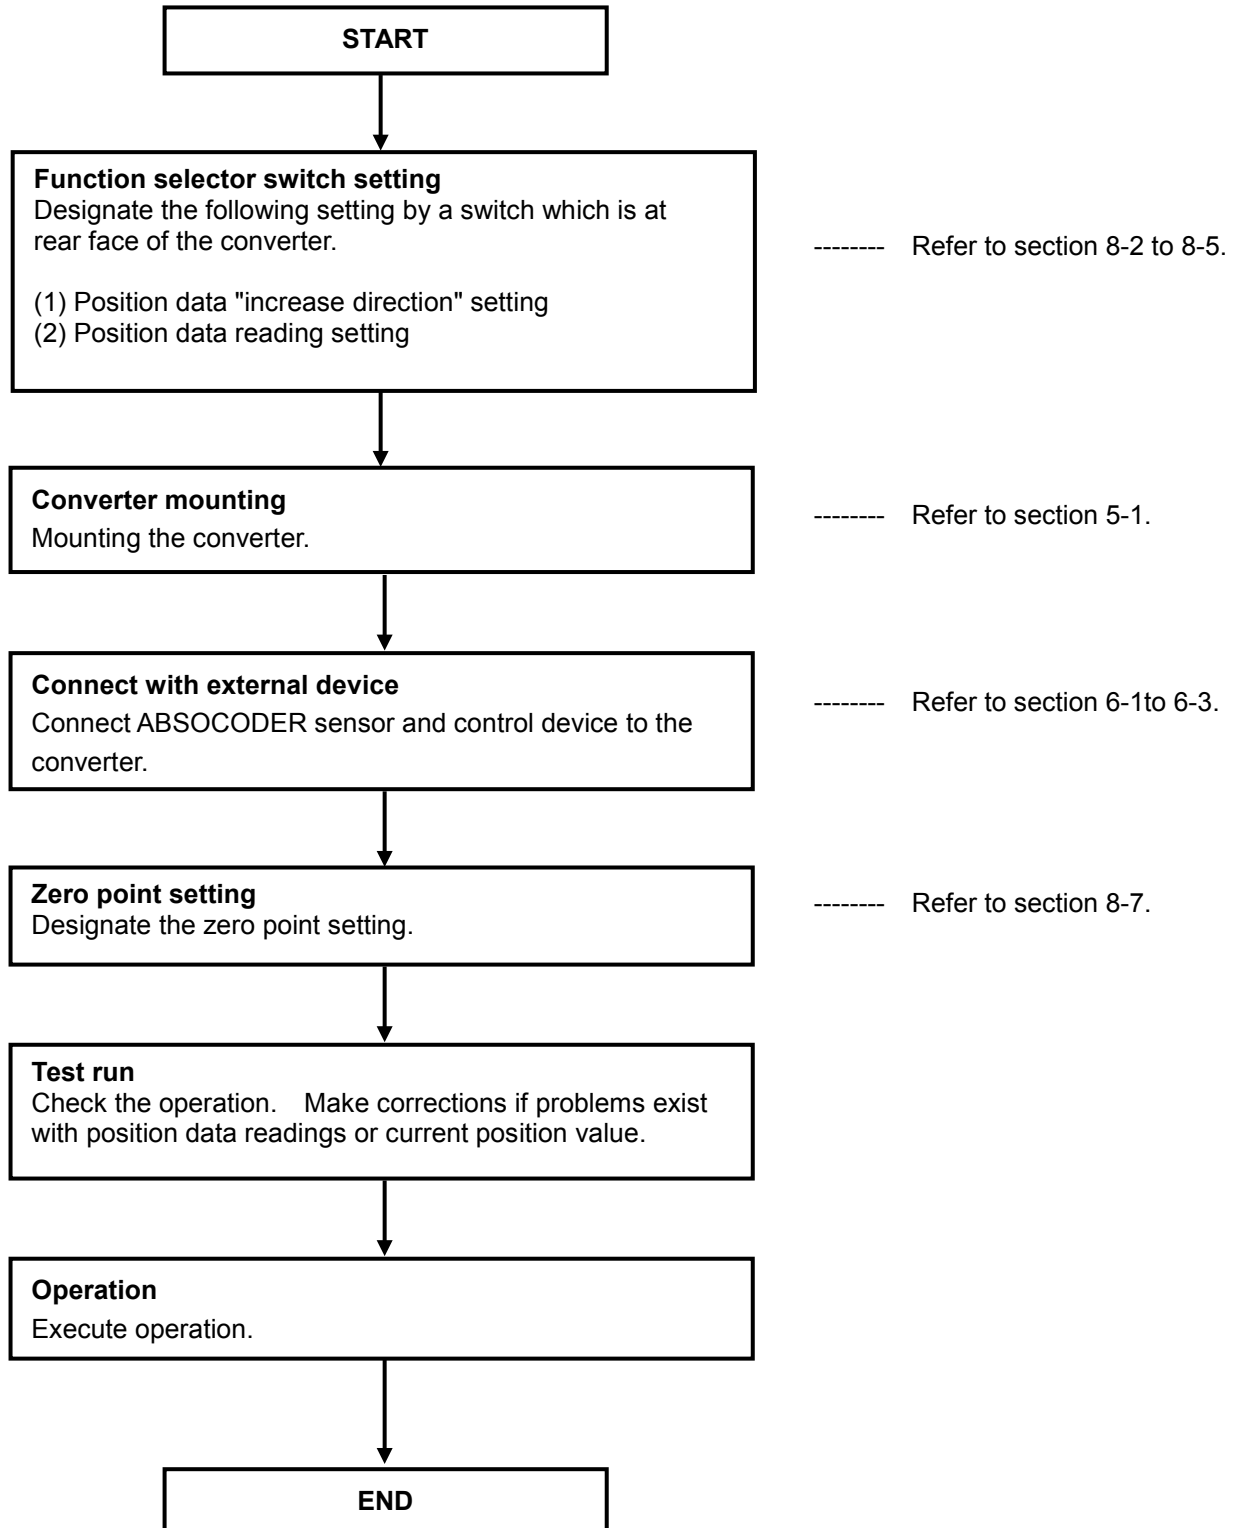 START
Function selector switch setting
Designate the following setting by a switch which is at
rear face of the converter.
-------- Refer to section 8-2 to 8-5.
(1) Position data "increase direction" setting
(2) Position data reading setting
Converter mounting
Mounting the converter.
-------- Refer to section 5-1.
Connect with external device
Connect ABSOCODER sensor and control device to the
converter.
-------- Refer to section 6-1to 6-3.
Zero point setting
Designate the zero point setting.
-------- Refer to section 8-7.
Test run
Check the operation.   Make corrections if problems exist
with position data readings or current position value.
Operation
Execute operation.
END